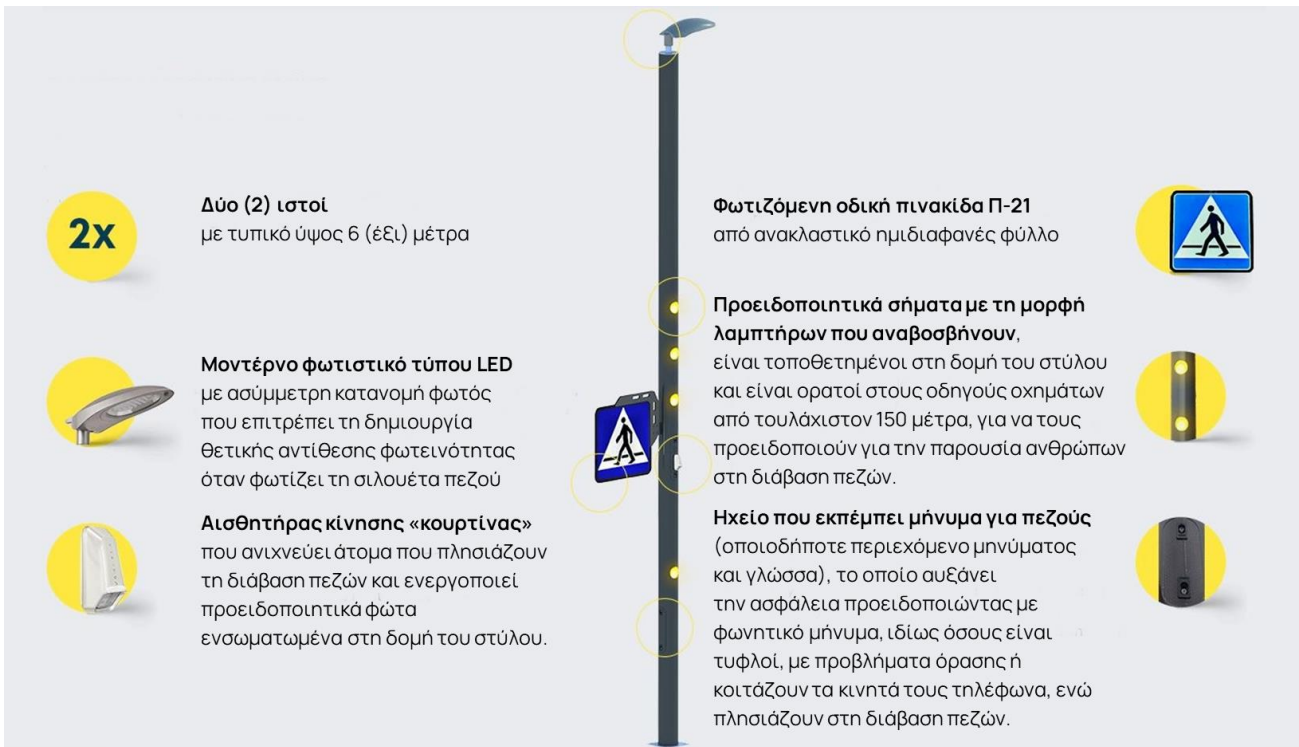 2x
Δύο (2) ιστοί
με τυπικό ύψος 6 (έξι) μέτρα
Μοντέρνο φωτιστικό τύπου LED
με ασύμμετρη κατανομή φωτός
που επιτρέπει τη δημιουργία
θετικής αντίθεσης φωτεινότητας
όταν φωτίζει τη σιλουέτα πεζού
Αισθητήρας κίνησης «κουρτίνας»
που ανιχνεύει άτομα που πλησιάζουν
τη διάβαση πεζών και ενεργοποιεί
προειδοποιητικά φώτα
ενσωματωμένα στη δομή του στύλου.
Φωτιζόμενη οδική πινακίδα Π-21
από ανακλαστικό ημιδιαφανές φύλλο
Προειδοποιητικά σήματα με τη μορφή
λαμπτήρων που αναβοσβήνουν,
είναι τοποθετημένοι στη δομή του στύλου
και είναι ορατοί στους οδηγούς οχημάτων
από τουλάχιστον 150 μέτρα, για να τους
προειδοποιούν για την παρουσία ανθρώπων
στη διάβαση πεζών.
Ηχείο που εκπέμπει μήνυμα για πεζούς
(οποιοδήποτε περιεχόμενο μηνύματος
και γλώσσα), το οποίο αυξάνει
την ασφάλεια προειδοποιώντας με
φωνητικό μήνυμα, ιδίως όσους είναι
τυφλοί, με προβλήματα όρασης ή
κοιτάζουν τα κινητά τους τηλέφωνα, ενώ
πλησιάζουν στη διάβαση πεζών.